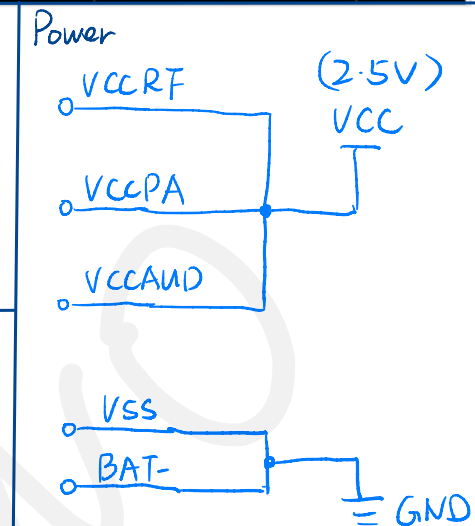 Power
VCCRF
(2.5V)
VCC
VCCPA
VCCAUD
VSS
BAT-
GND